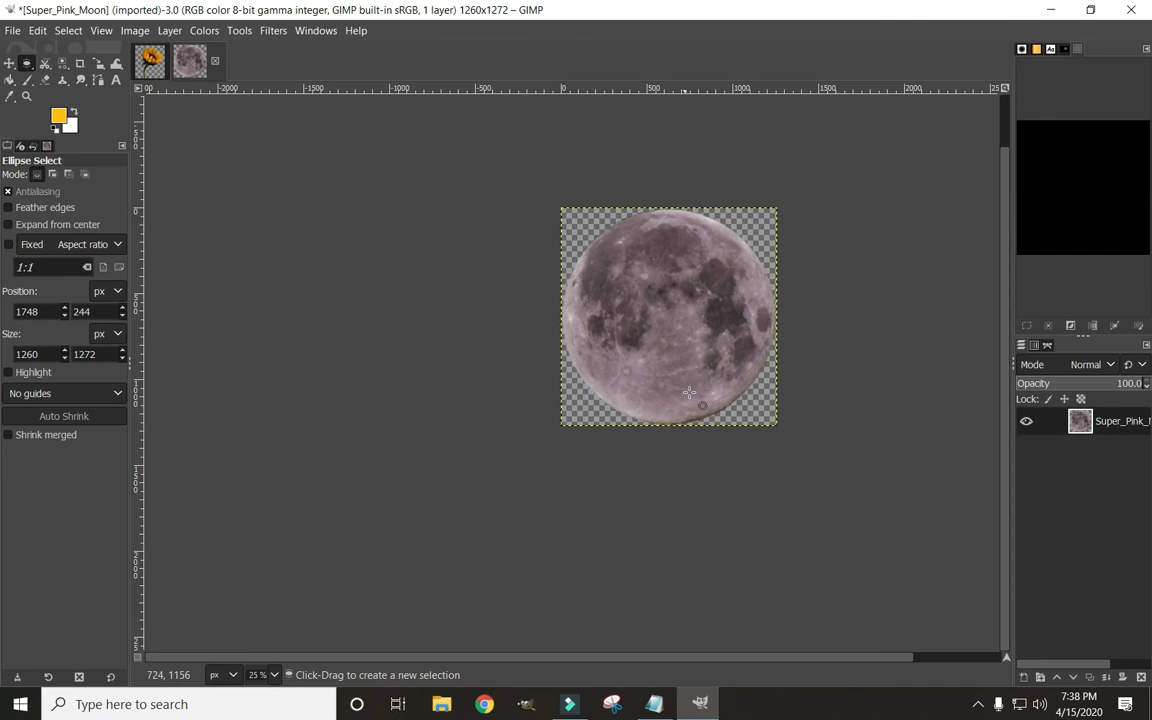 *[Super_Pink_Moon] (imported)-3.0 (RGB color 8-bit gamma integer, GIMP built-in sRGB, 1 layer) 1260x1272 – GIMP
File Edit Select View Image Layer Colors Tools Filters Windows Help
-2000 -1500 -1000 -500 0 500 1000 1500 2000 25
Ellipse Select
Mode:
Antialiasing
Feather edges
Expand from center
Fixed Aspect ratio
1:1
Position: px
1748 244
Size: px
1260 1272
Highlight
No guides
Auto Shrink
Shrink merged
Mode Normal
Opacity 100.0
Lock:
Super_Pink_
724, 1156 px 25 % Click-Drag to create a new selection
Type here to search
7:38 PM
4/15/2020